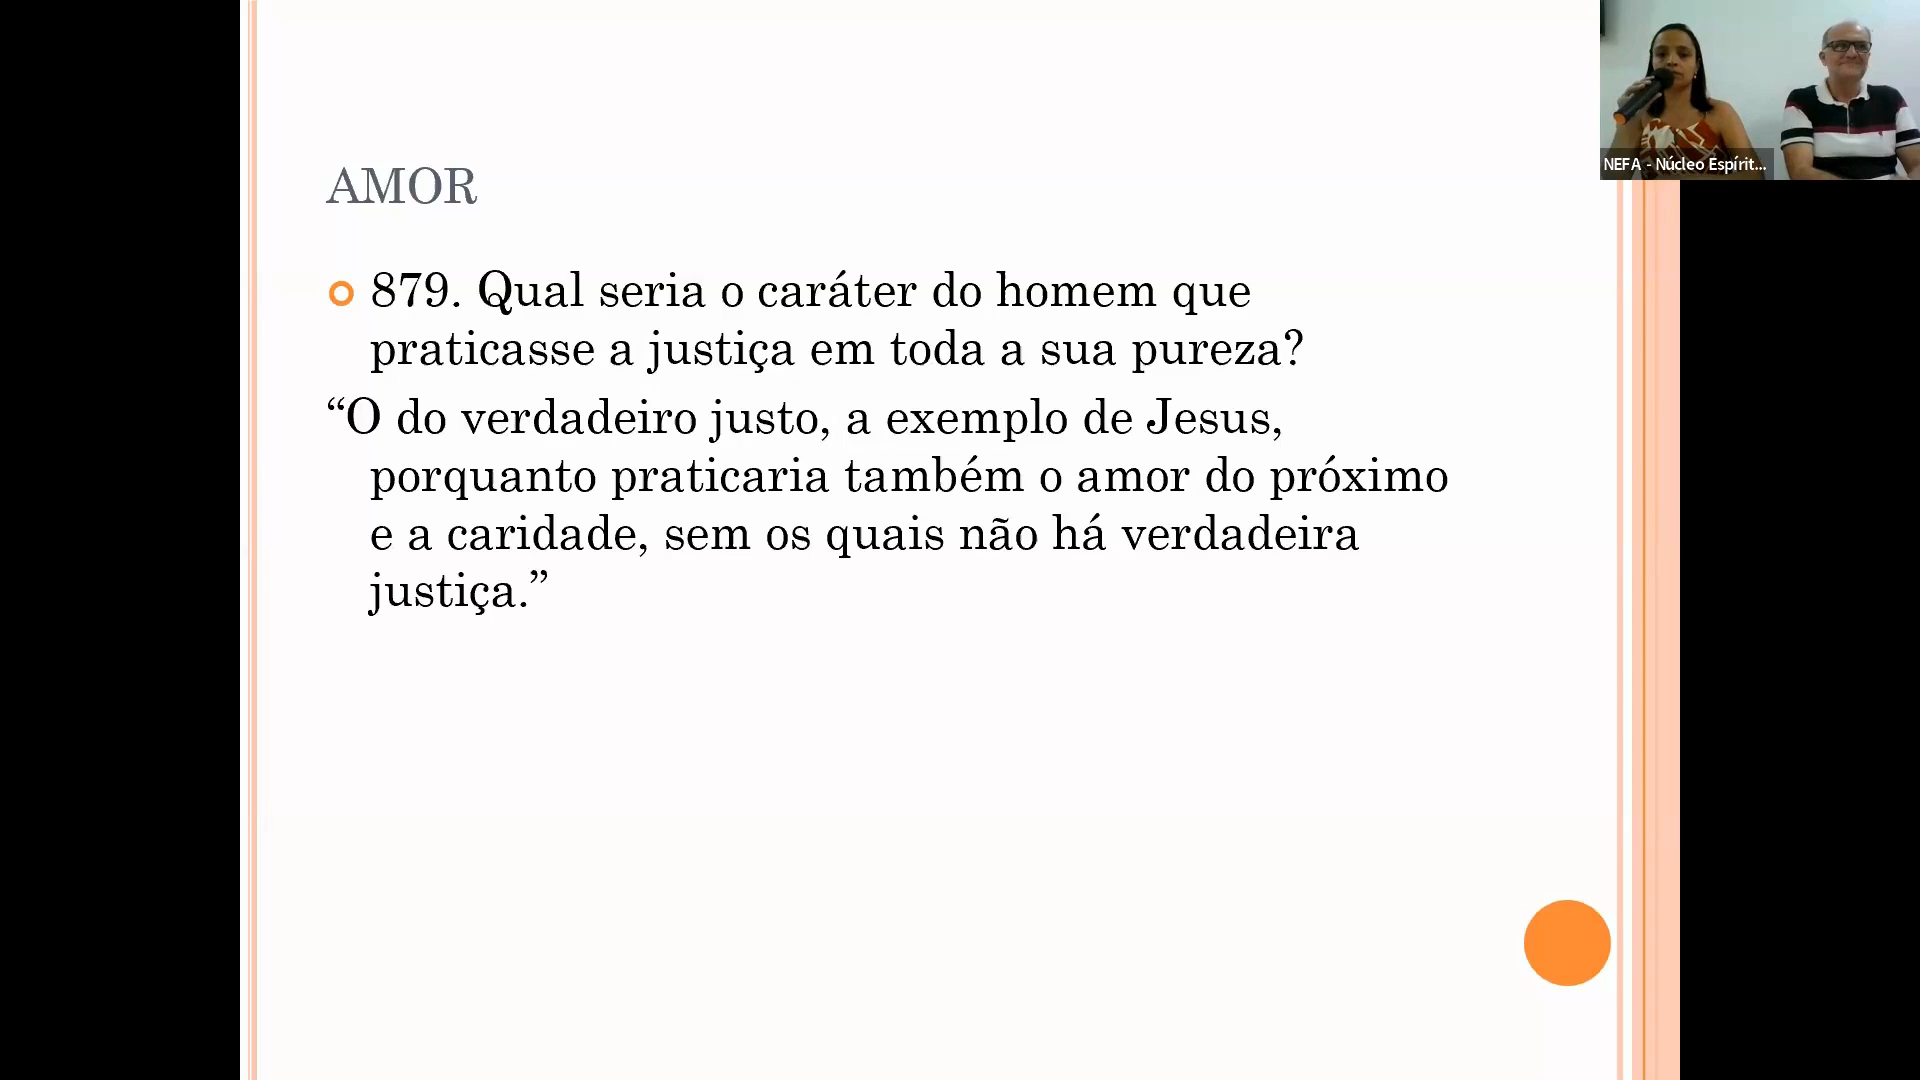 AMOR
879. Qual seria o caráter do homem que
praticasse a justiça em toda a sua pureza?
“O do verdadeiro justo, a exemplo de Jesus,
porquanto praticaria também o amor do próximo
e a caridade, sem os quais não há verdadeira
justiça.”
NEFA - Núcleo Espírit...